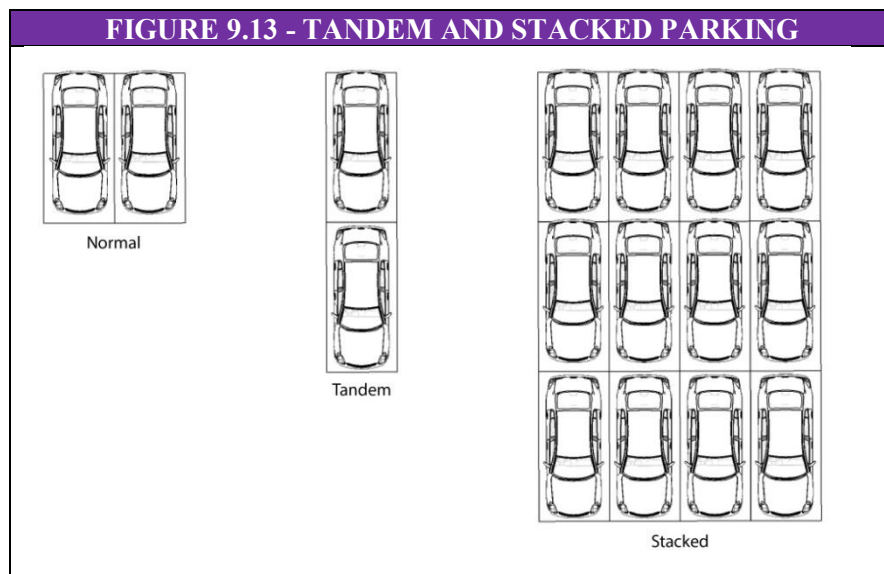 FIGURE 9.13 - TANDEM AND STACKED PARKING
Normal
Tandem
Stacked